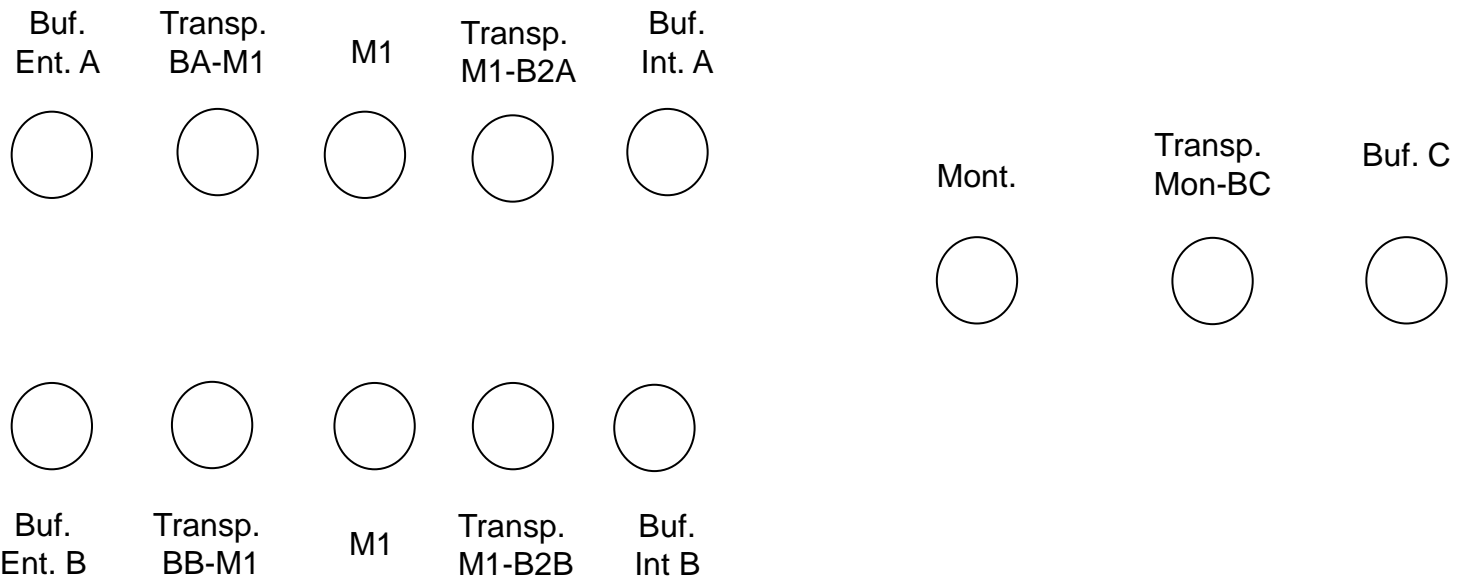 Buf.
Ent. A
Transp.
BA-M1
M1
Transp.
M1-B2A
Buf.
Int. A
Mont.
Transp.
Mon-BC
Buf. C
Buf.
Ent. B
Transp.
BB-M1
M1
Transp.
M1-B2B
Buf.
Int B